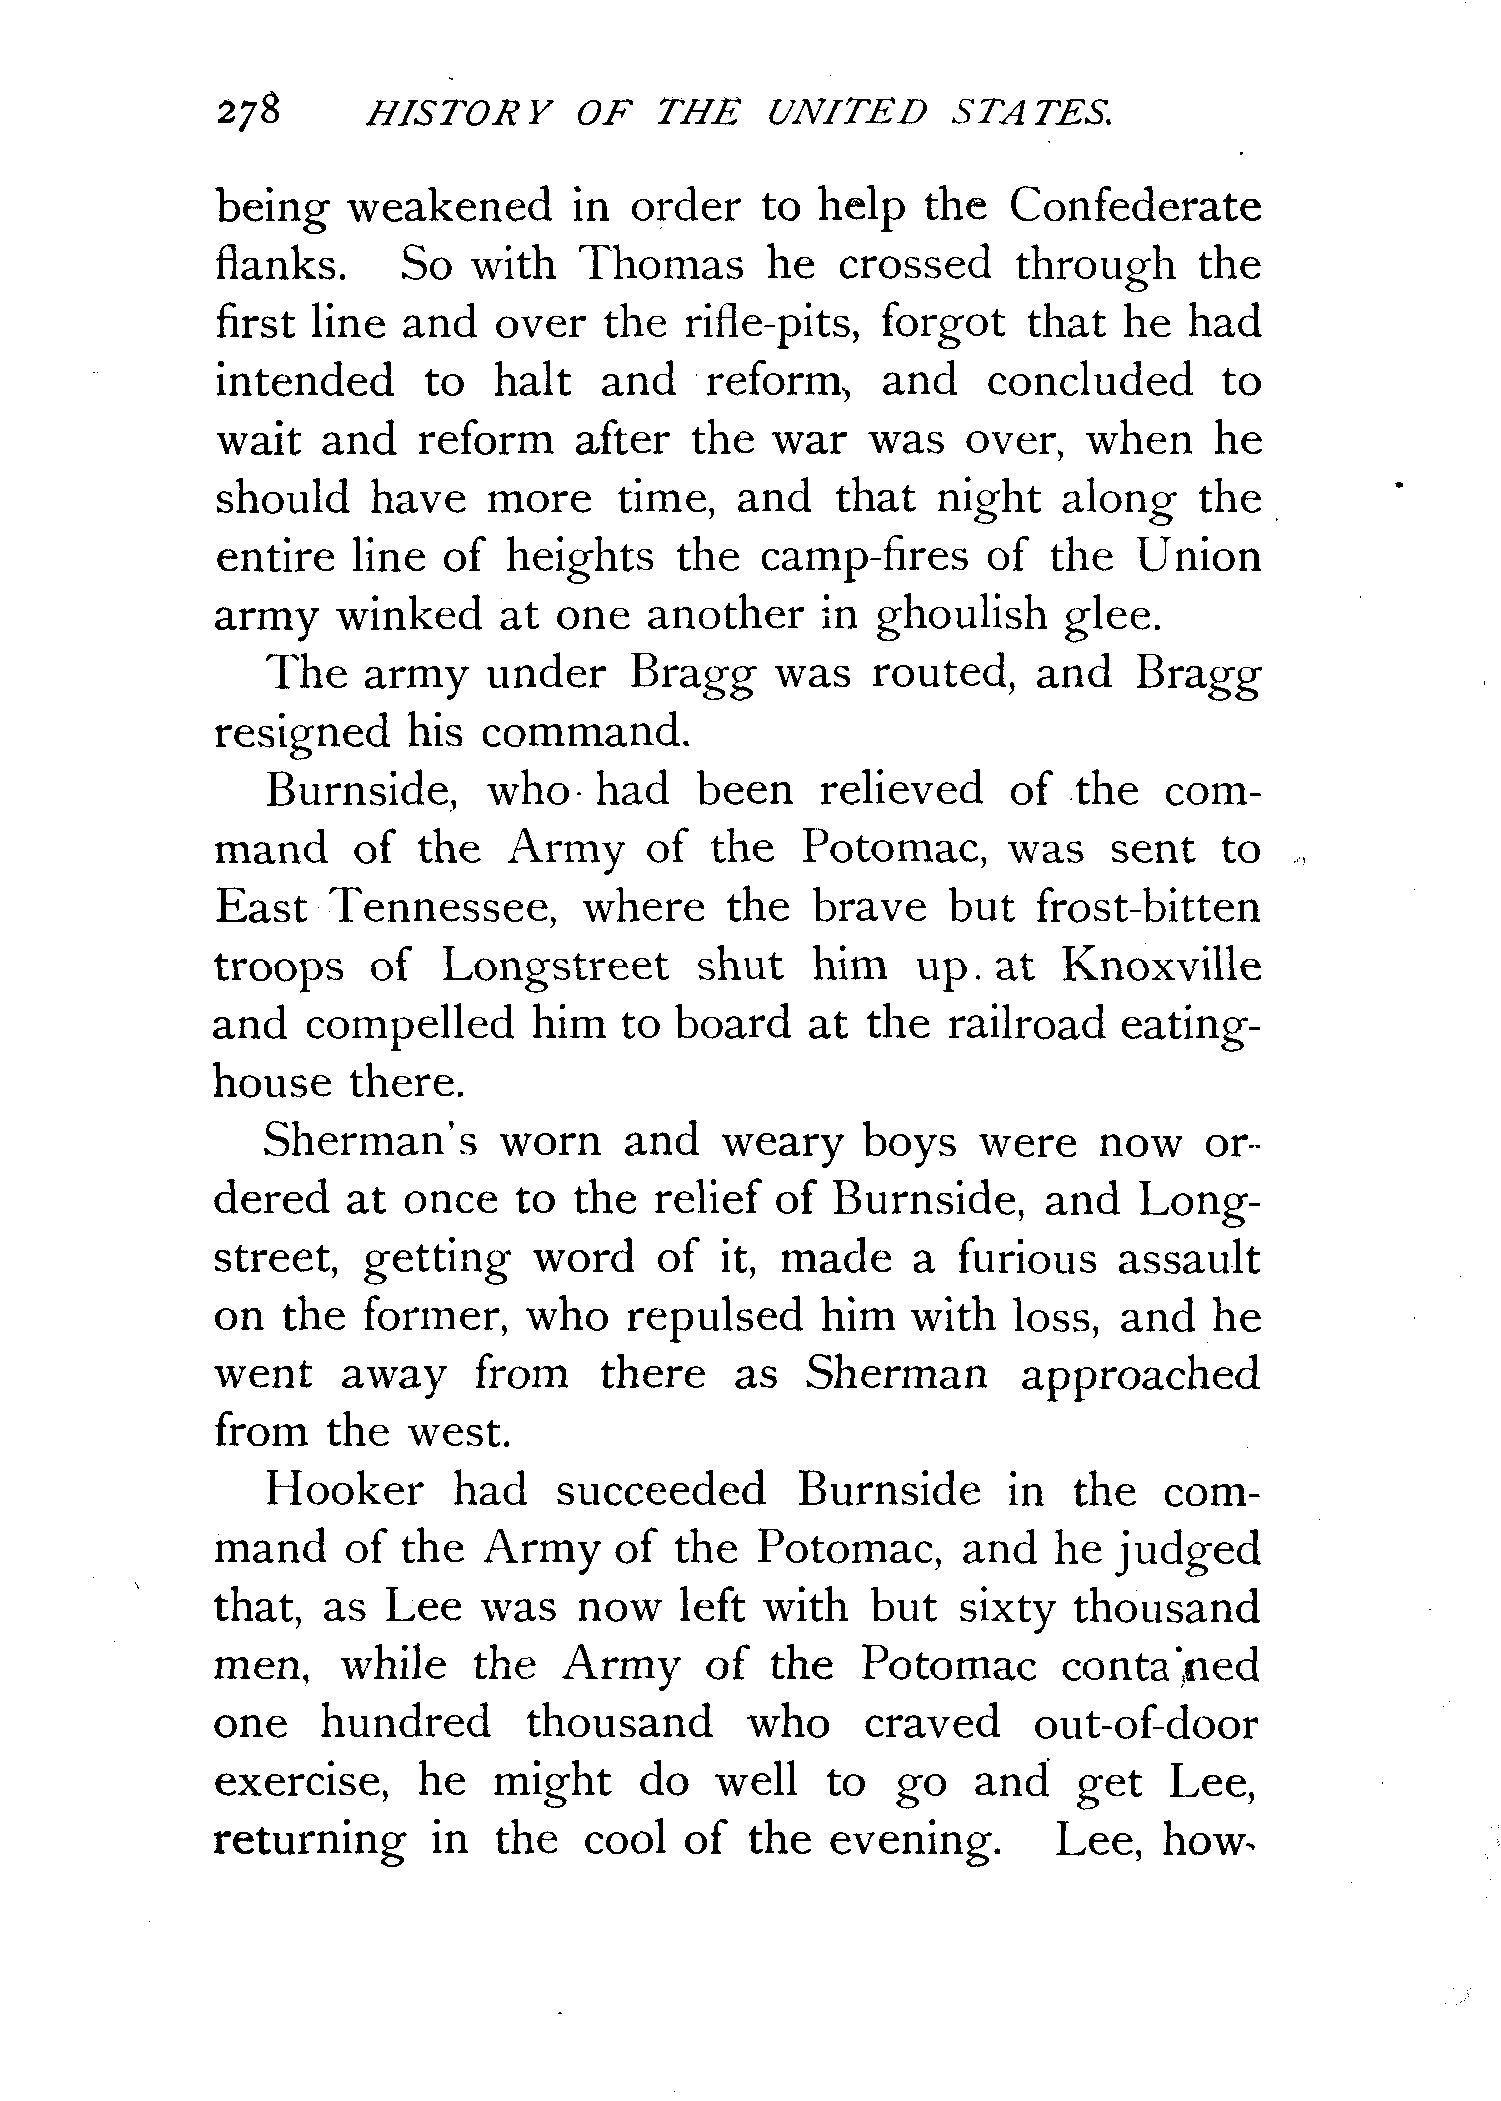 278 HISTORY OF THE UNITED STATES.
being weakened in order to help the Confederate
flanks. So with Thomas he crossed through the
first line and over the rifle-pits, forgot that he had
intended to halt and reform, and concluded to
wait and reform after the war was over, when he
should have more time, and that night along the
entire line of heights the camp-fires of the Union
army winked at one another in ghoulish glee.
The army under Bragg was routed, and Bragg
resigned his command.
Burnside, who had been relieved of the com-
mand of the Army of the Potomac, was sent to
East Tennessee, where the brave but frost-bitten
troops of Longstreet shut him up at Knoxville
and compelled him to board at the railroad eating-
house there.
Sherman's worn and weary boys were now or-
dered at once to the relief of Burnside, and Long-
street, getting word of it, made a furious assault
on the former, who repulsed him with loss, and he
went away from there as Sherman approached
from the west.
Hooker had succeeded Burnside in the com-
mand of the Army of the Potomac, and he judged
that, as Lee was now left with but sixty thousand
men, while the Army of the Potomac contained
one hundred thousand who craved out-of-door
exercise, he might do well to go and get Lee,
returning in the cool of the evening. Lee, how-